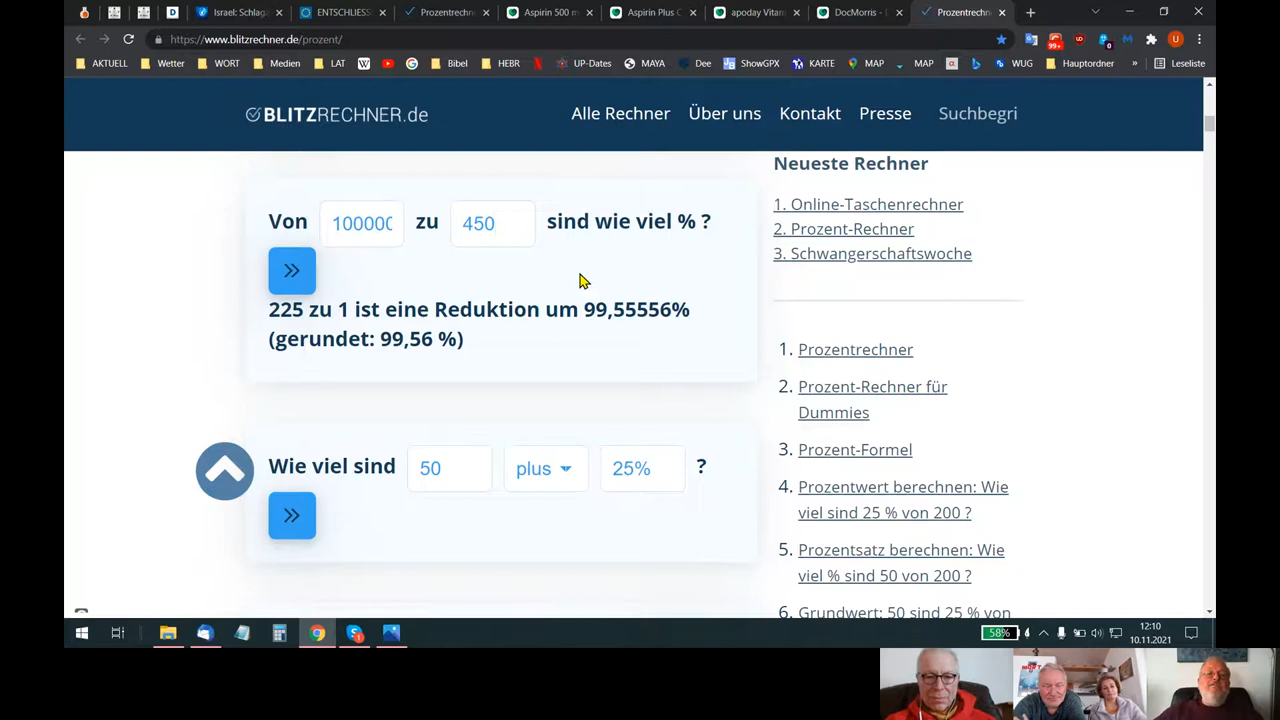 Israel: Schlag
ENTSCHLIESS
Prozentrechn
Aspirin 500 m
Aspirin Plus C
apoday Vitam
DocMorris - D
Prozentrechn
https://www.blitzrechner.de/prozent/
99+
0
U
AKTUELL
Wetter
WORT
Medien
LAT
W
Bibel
HEBR
UP-Dates
MAYA
Dee
ShowGPX
KARTE
MAP
MAP
WUG
Hauptordner
»
Leseliste
BLITZRECHNER.de
Alle Rechner
Über uns
Kontakt
Presse
Suchbegri
Von 100000 zu 450 sind wie viel % ?
225 zu 1 ist eine Reduktion um 99,55556%
(gerundet: 99,56 %)
Wie viel sind 50 plus 25% ?
Neueste Rechner
1. Online-Taschenrechner
2. Prozent-Rechner
3. Schwangerschaftswoche
1. Prozentrechner
2. Prozent-Rechner für
Dummies
3. Prozent-Formel
4. Prozentwert berechnen: Wie
viel sind 25 % von 200 ?
5. Prozentsatz berechnen: Wie
viel % sind 50 von 200 ?
6. Grundwert: 50 sind 25 % von
58%
12:10
10.11.2021